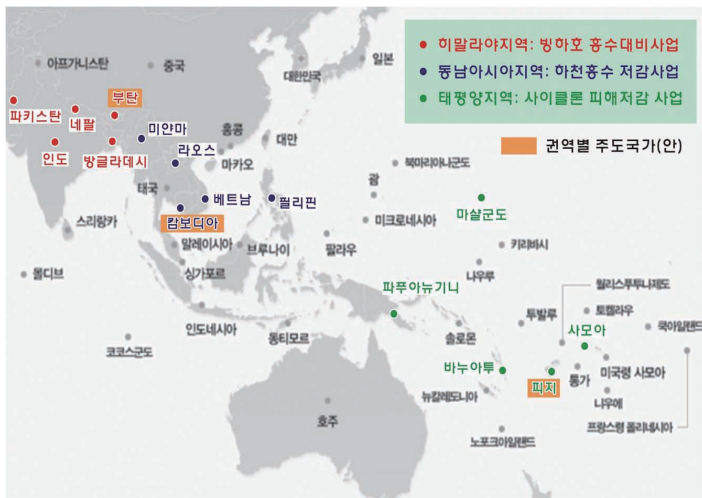 ● 히말라야지역: 빙하호 홍수대비사업
● 동남아시아지역: 하천홍수 저감사업
● 태평양지역: 사이클론 피해저감 사업
권역별 주도국가(안)
아프가니스탄
중국
대한민국
일본
부탄
파키스탄
네팔
미얀마
인도
방글라데시
라오스
홍콩
대만
마카오
북마리아나군도
괌
태국
베트남
필리핀
마샬군도
캄보디아
미크로네시아
스리랑카
말레이시아
브루나이
팔라우
키리바시
몰디브
싱가포르
나우루
파푸아뉴기니
월리스푸투나제도
인도네시아
동티모르
솔로몬
투발루
토켈라우
쿡아일랜드
코코스군도
사모아
바누아투
피지
통가
미국령 사모아
뉴칼레도니아
니우에
호주
노포크아일랜드
프랑스령 폴리네시아